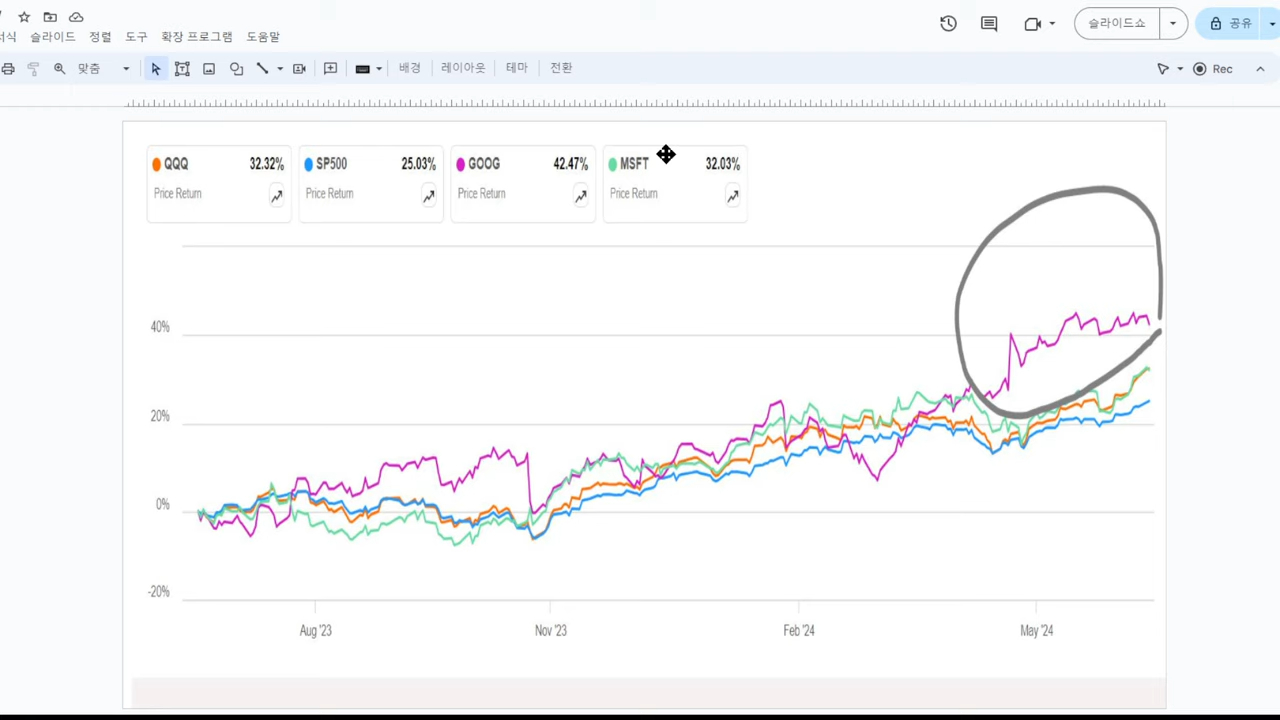 슬라이드쇼
공유
서식 슬라이드 정렬 도구 확장 프로그램 도움말
맞춤 배경 레이아웃 테마 전환 Rec
QQQ 32.32% SP500 25.03% GOOG 42.47% MSFT 32.03%
Price Return Price Return Price Return Price Return
40%
20%
0%
-20%
Aug '23 Nov '23 Feb '24 May '24